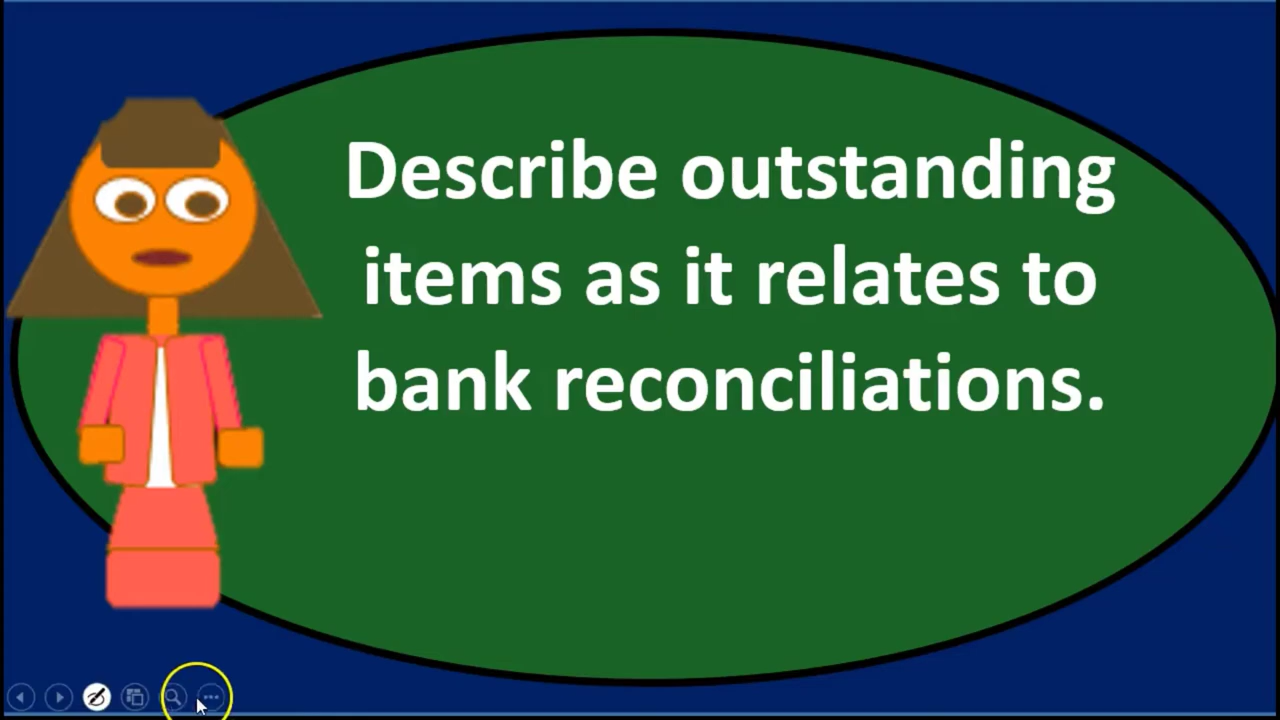 Describe outstanding
items as it relates to
bank reconciliations.